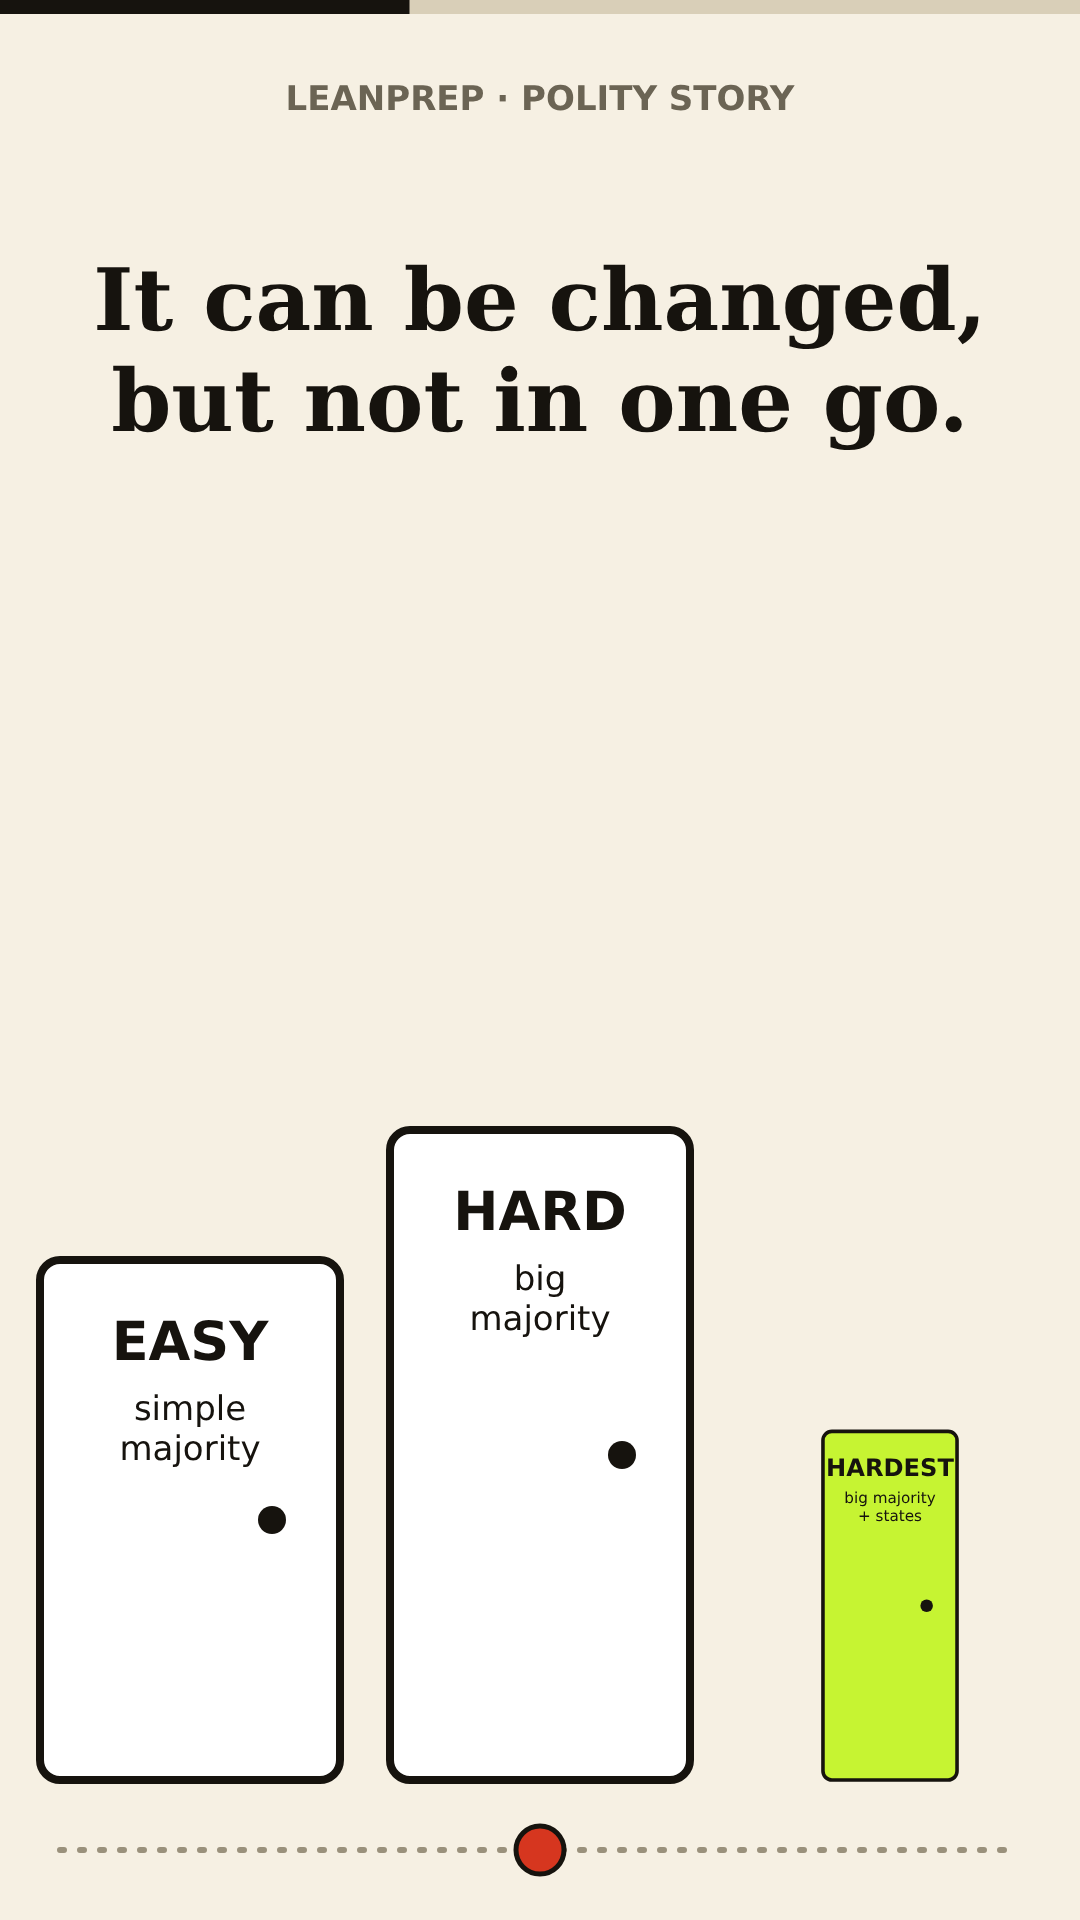 LEANPREP · POLITY STORY
It can be changed,
but not in one go.
EASY
simple
majority
HARD
big
majority
HARDEST
big majority
+ states